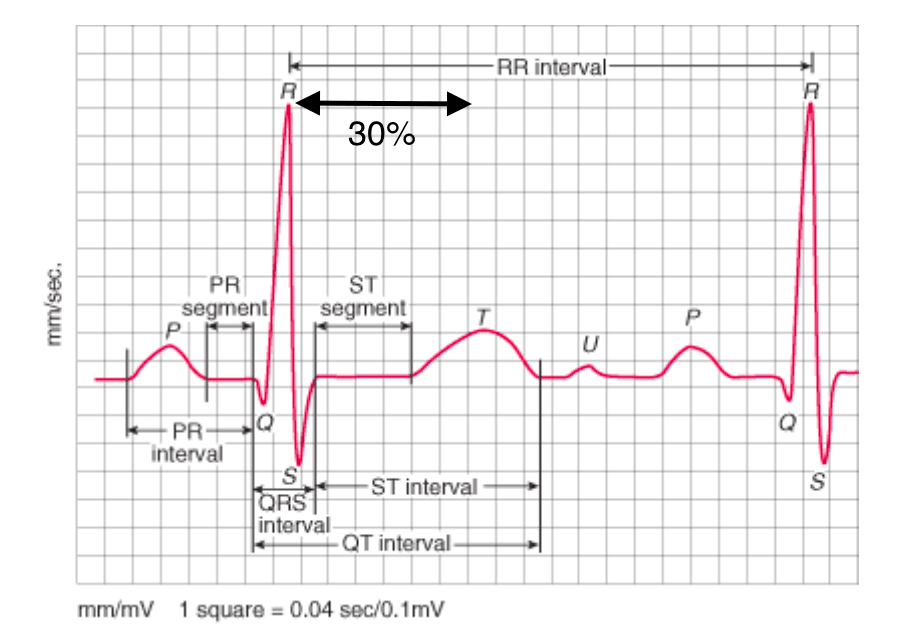 RR interval
R
R
30%
PR
segment
ST
segment
mm/sec.
P
T
U
P
Q
PR
interval
Q
S
S
ST interval
QRS
interval
QT interval
mm/mV 1 square = 0.04 sec/0.1mV